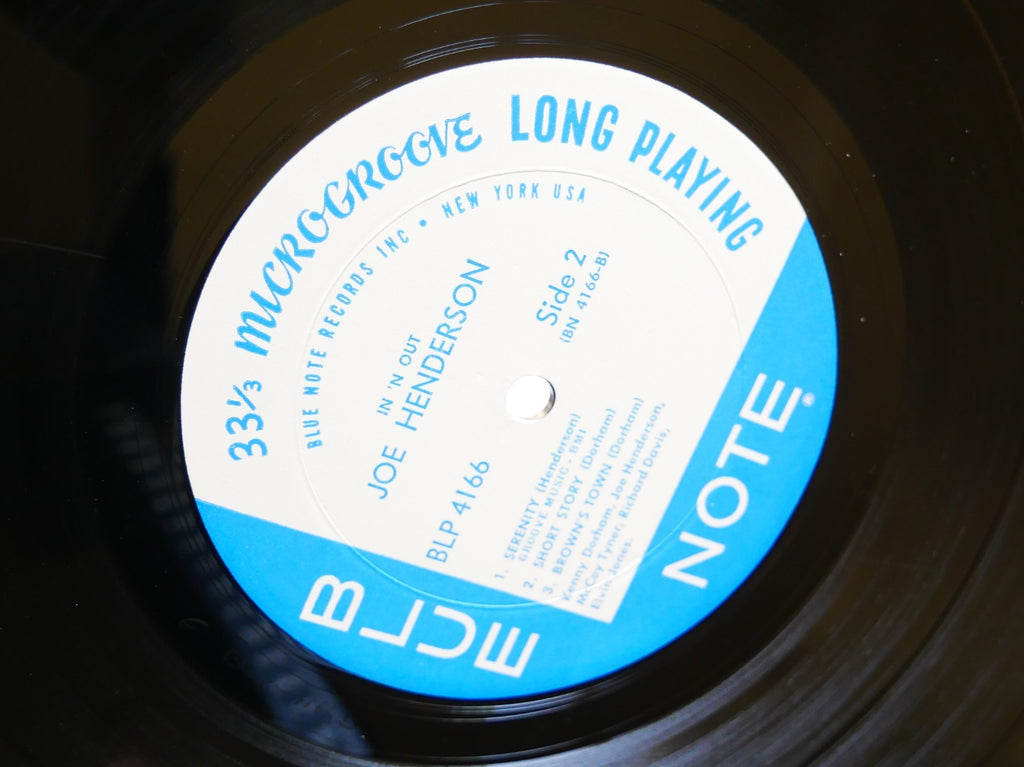 33 1/3 MICROGROOVE LONG PLAYING
BLUE NOTE RECORDS INC • NEW YORK USA
IN 'N OUT
JOE HENDERSON
BLP 4166
Side 2
(BN 4166-B)
1. SERENITY (Henderson)
GROOVE MUSIC - BMI
2. SHORT STORY (Dorham)
3. BROWN'S TOWN (Dorham)
Kenny Dorham, Joe Henderson,
McCoy Tyner, Richard Davis,
Elvin Jones.
BLUE
NOTE®